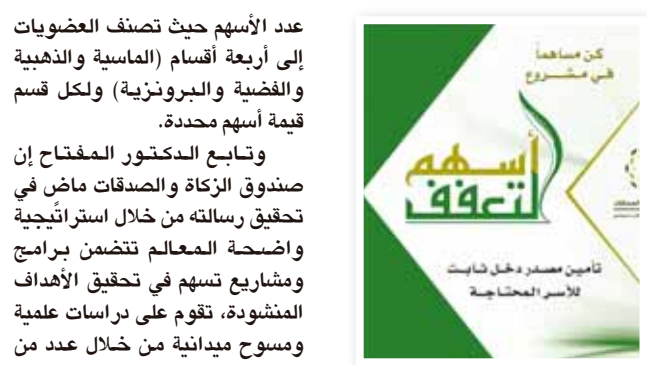 عدد الأسهم حيث تصنف العضويات
إلى أربعة أقسام (الماسية والذهبية
والفضية والبرونزية) ولكل قسم
قيمة أسهم محددة.
وتابع الدكتور المفتاح إن
صندوق الزكاة والصدقات ماض في
تحقيق رسالته من خلال استراتيجية
واضحة المعالم تتضمن برامج
ومشاريع تسهم في تحقيق الأهداف
المنشودة، تقوم على دراسات علمية
ومسوح ميدانية من خلال عدد من
كن مساهماً
في مشروع
أسهم
لتعفف
تأمين مصدر دخل ثابت
للأسر المحتاجة